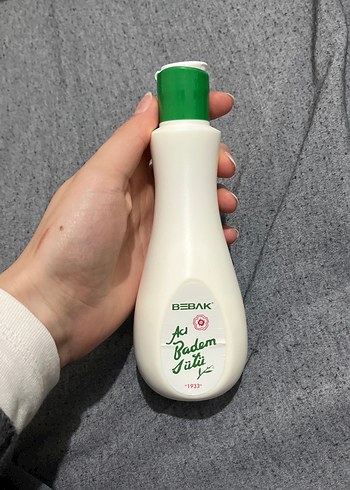 BEBAK
Acı
Badem
Sütü
"1933"